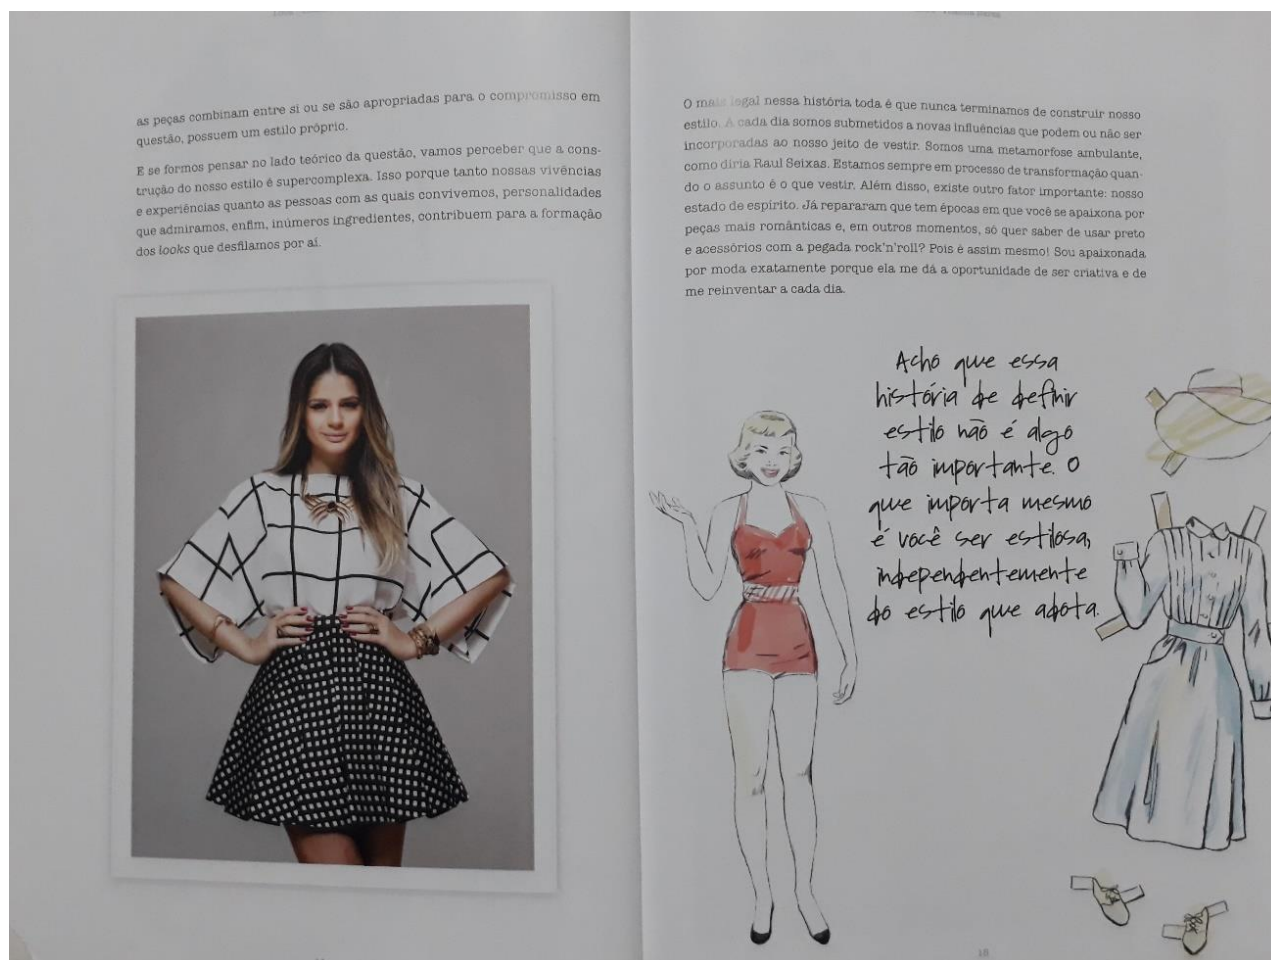 as peças combinam entre si ou se são apropriadas para o compromisso em
questão, possuem um estilo próprio.
E se formos pensar no lado teórico da questão, vamos perceber que a cons-
trução do nosso estilo é supercomplexa. Isso porque tanto nossas vivências
e experiências quanto as pessoas com as quais convivemos, personalidades
que admiramos, enfim, inúmeros ingredientes, contribuem para a formação
dos looks que desfilamos por aí.
O mais legal nessa história toda é que nunca terminamos de construir nosso
estilo. A cada dia somos submetidos a novas influências que podem ou não ser
incorporadas ao nosso jeito de vestir. Somos uma metamorfose ambulante,
como diria Raul Seixas. Estamos sempre em processo de transformação quan-
do o assunto é o que vestir. Além disso, existe outro fator importante: nosso
estado de espírito. Já repararam que tem épocas em que você se apaixona por
peças mais românticas e, em outros momentos, só quer saber de usar preto
e acessórios com a pegada rock'n'roll? Pois é assim mesmo! Sou apaixonada
por moda exatamente porque ela me dá a oportunidade de ser criativa e de
me reinventar a cada dia.
Acho que essa
história de definir
estilo não é algo
tão importante. O
que importa mesmo
é você ser estilosa,
independentemente
do estilo que adota.